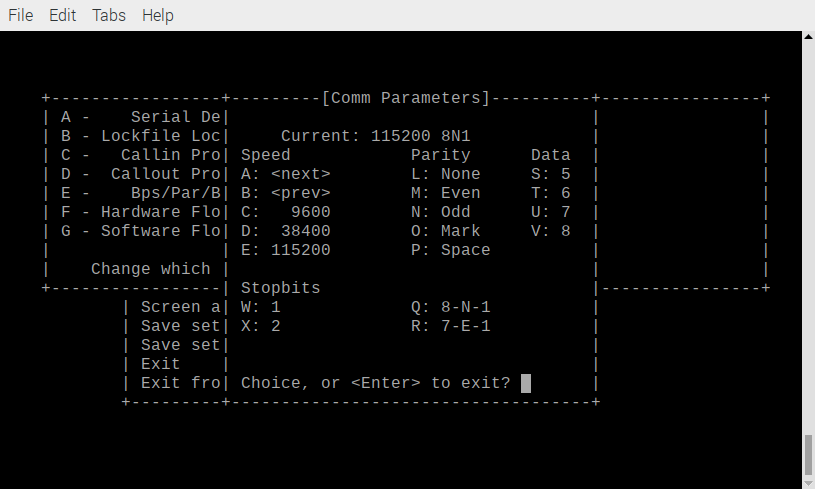 File Edit Tabs Help
+-----------------+---------[Comm Parameters]----------+----------------+
| A -    Serial De|                                    |                |
| B - Lockfile Loc|     Current: 115200 8N1            |                |
| C -   Callin Pro| Speed            Parity      Data  |                |
| D -  Callout Pro| A: <next>        L: None     S: 5  |                |
| E -    Bps/Par/B| B: <prev>        M: Even     T: 6  |                |
| F - Hardware Flo| C:   9600        N: Odd      U: 7  |                |
| G - Software Flo| D:  38400        O: Mark     V: 8  |                |
|                 | E: 115200        P: Space          |                |
|    Change which |                                    |                |
+-----------------| Stopbits                           |----------------+
        | Screen a| W: 1             Q: 8-N-1          |
        | Save set| X: 2             R: 7-E-1          |
        | Save set|                                    |
        | Exit    |                                    |
        | Exit fro| Choice, or <Enter> to exit?        |
        +---------+------------------------------------+